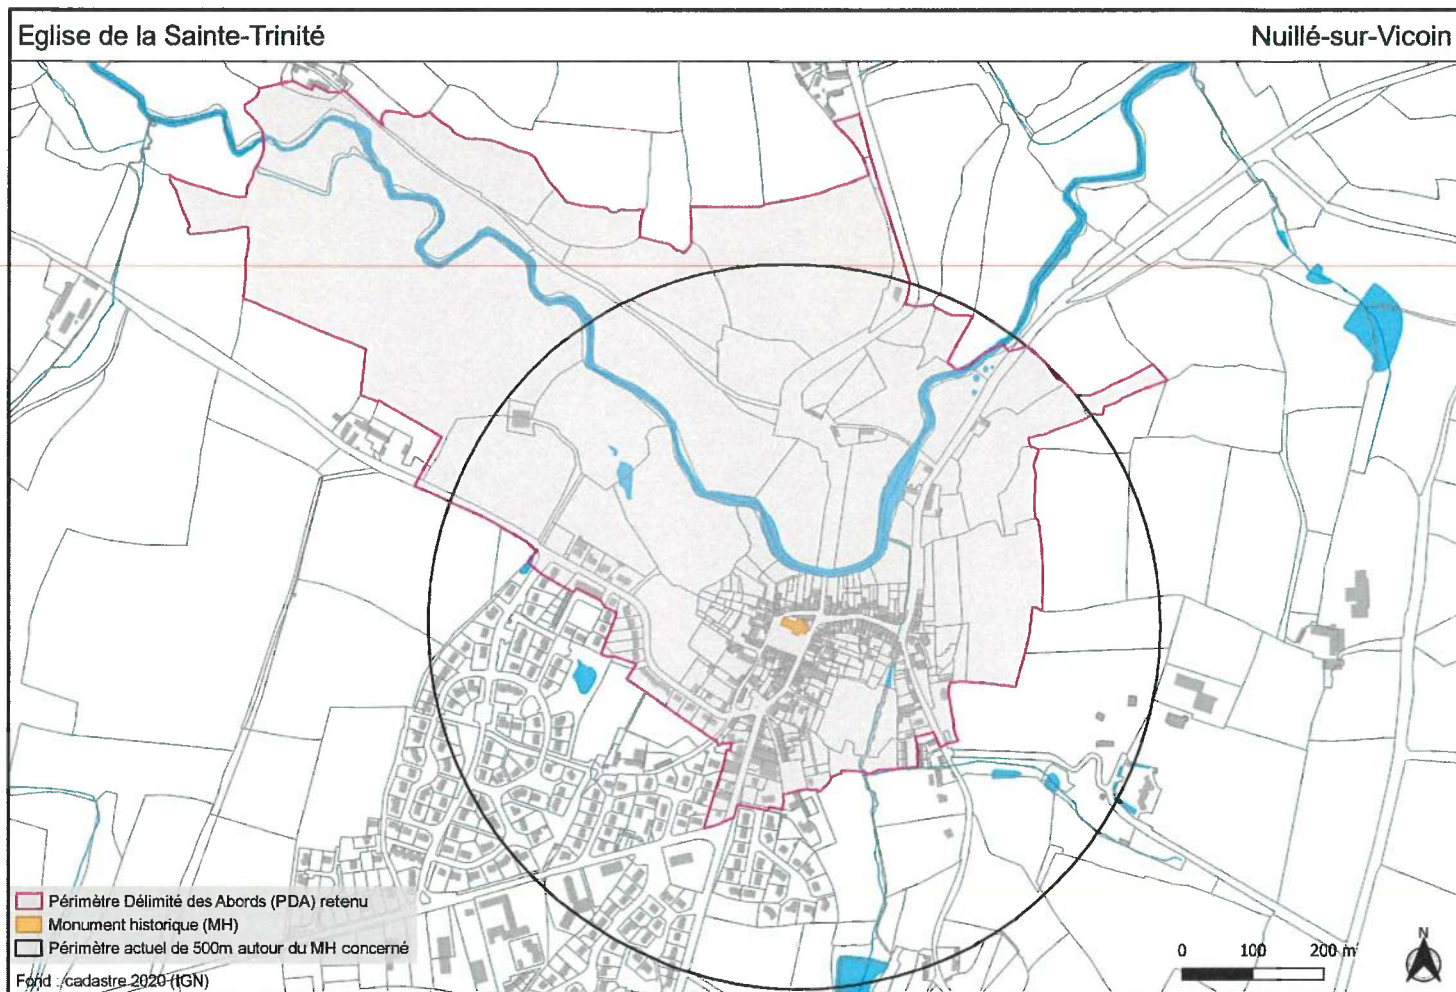 Eglise de la Sainte-Trinité
Nuillé-sur-Vicoin
Périmètre Délimité des Abords (PDA) retenu
Monument historique (MH)
Périmètre actuel de 500m autour du MH concerné
Fond : cadastre 2020 (IGN)
0 100 200 m
N